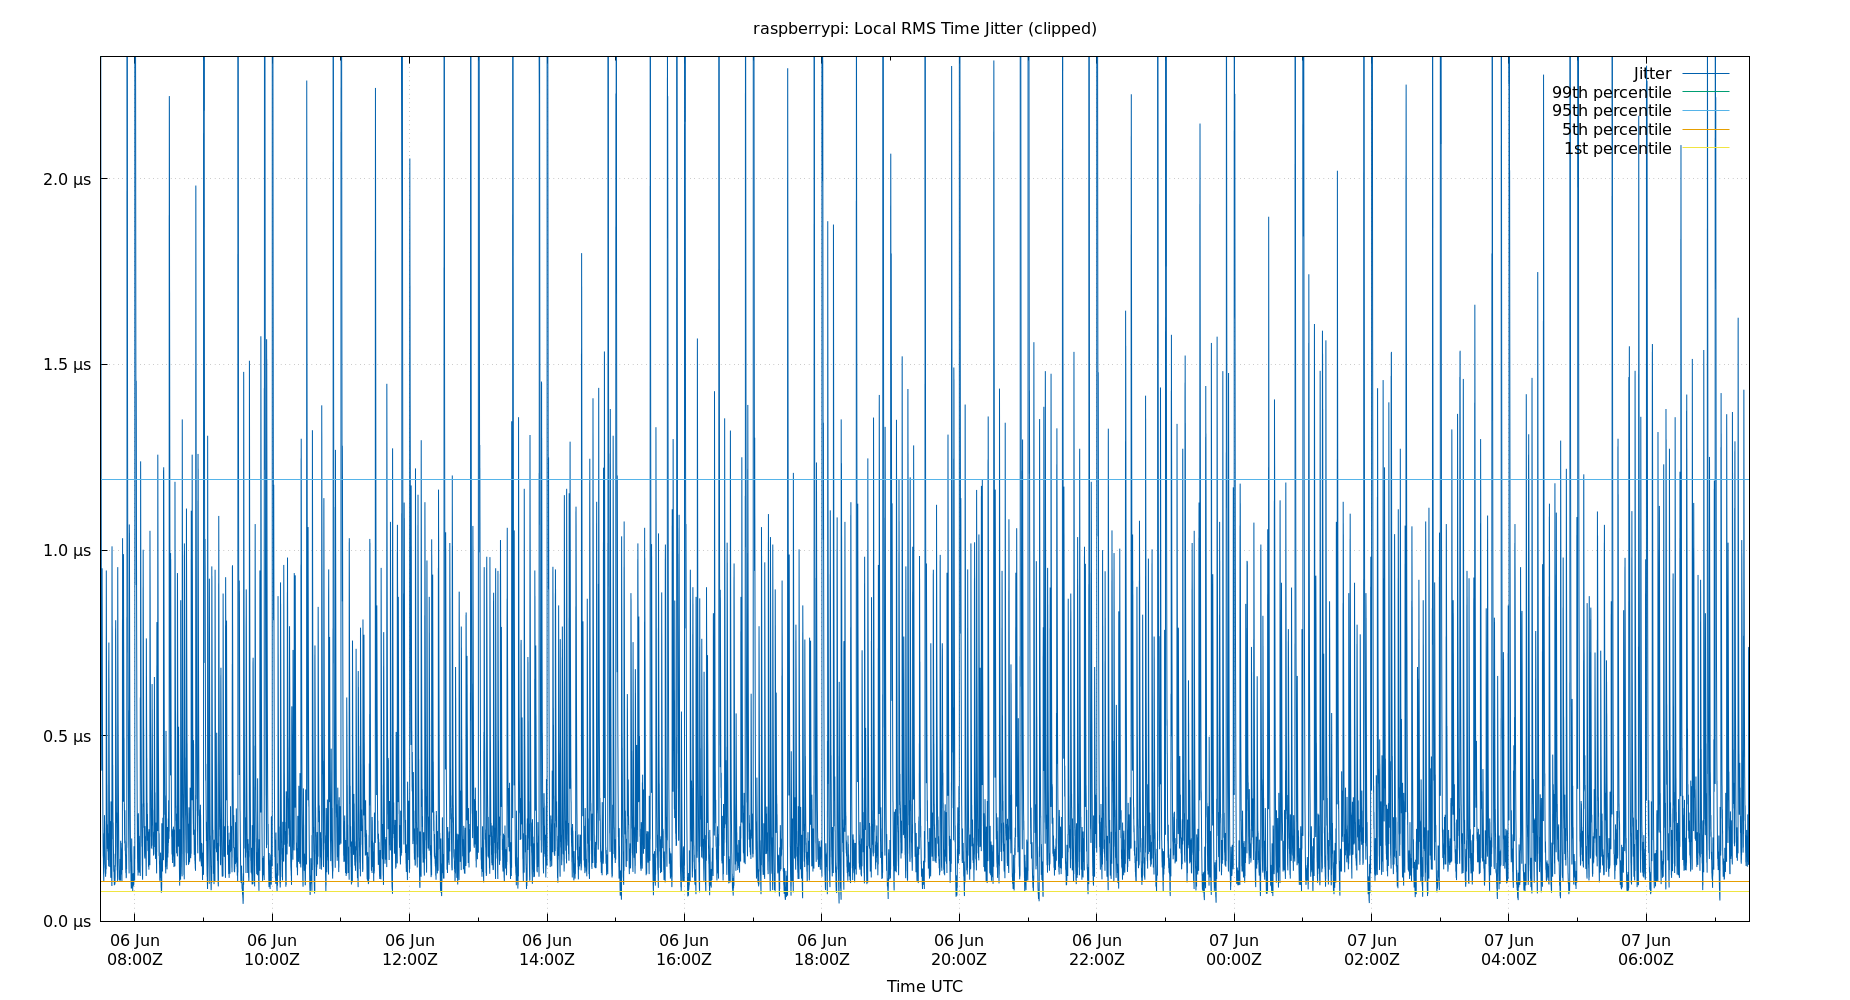 raspberrypi: Local RMS Time Jitter (clipped)
Jitter
99th percentile
95th percentile
5th percentile
1st percentile
2.0 µs
1.5 µs
1.0 µs
0.5 µs
0.0 µs
06 Jun 06 Jun 06 Jun 06 Jun 06 Jun 06 Jun 06 Jun 06 Jun 07 Jun 07 Jun 07 Jun 07 Jun
08:00Z 10:00Z 12:00Z 14:00Z 16:00Z 18:00Z 20:00Z 22:00Z 00:00Z 02:00Z 04:00Z 06:00Z
Time UTC